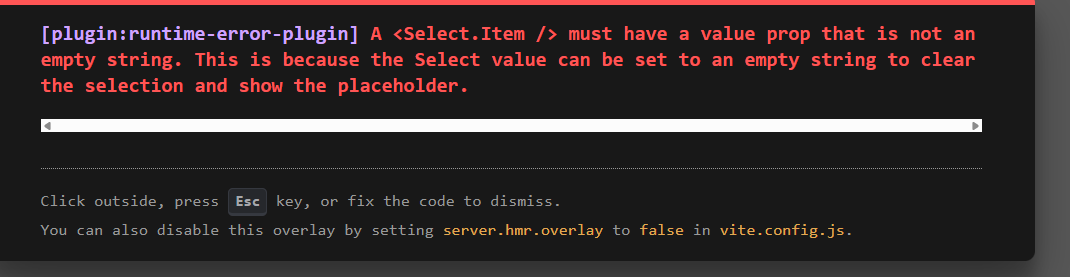 [plugin:runtime-error-plugin] A <Select.Item /> must have a value prop that is not an
empty string. This is because the Select value can be set to an empty string to clear
the selection and show the placeholder.
Click outside, press Esc key, or fix the code to dismiss.
You can also disable this overlay by setting server.hmr.overlay to false in vite.config.js.